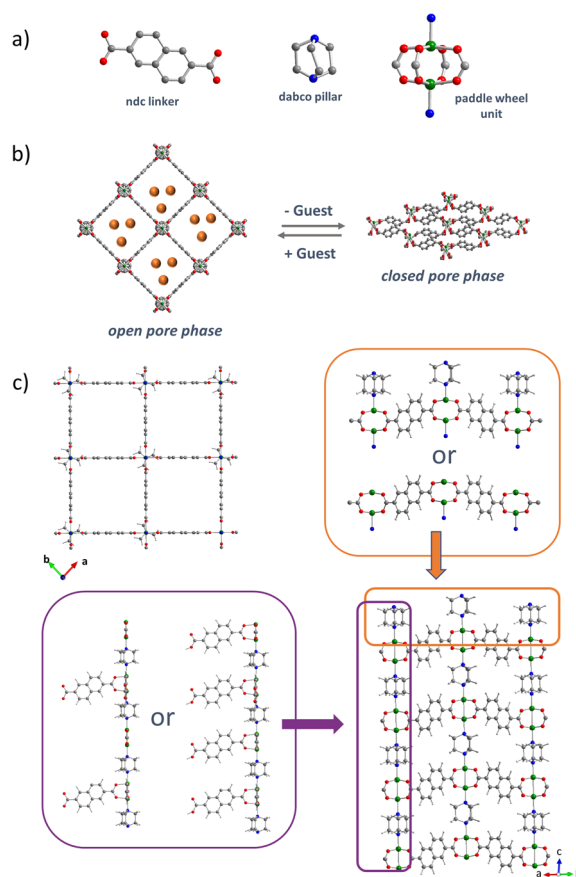 a)
ndc linker
dabco pillar
paddle wheel
unit
b)
- Guest
+ Guest
open pore phase
closed pore phase
c)
or
b
a
or
c
a